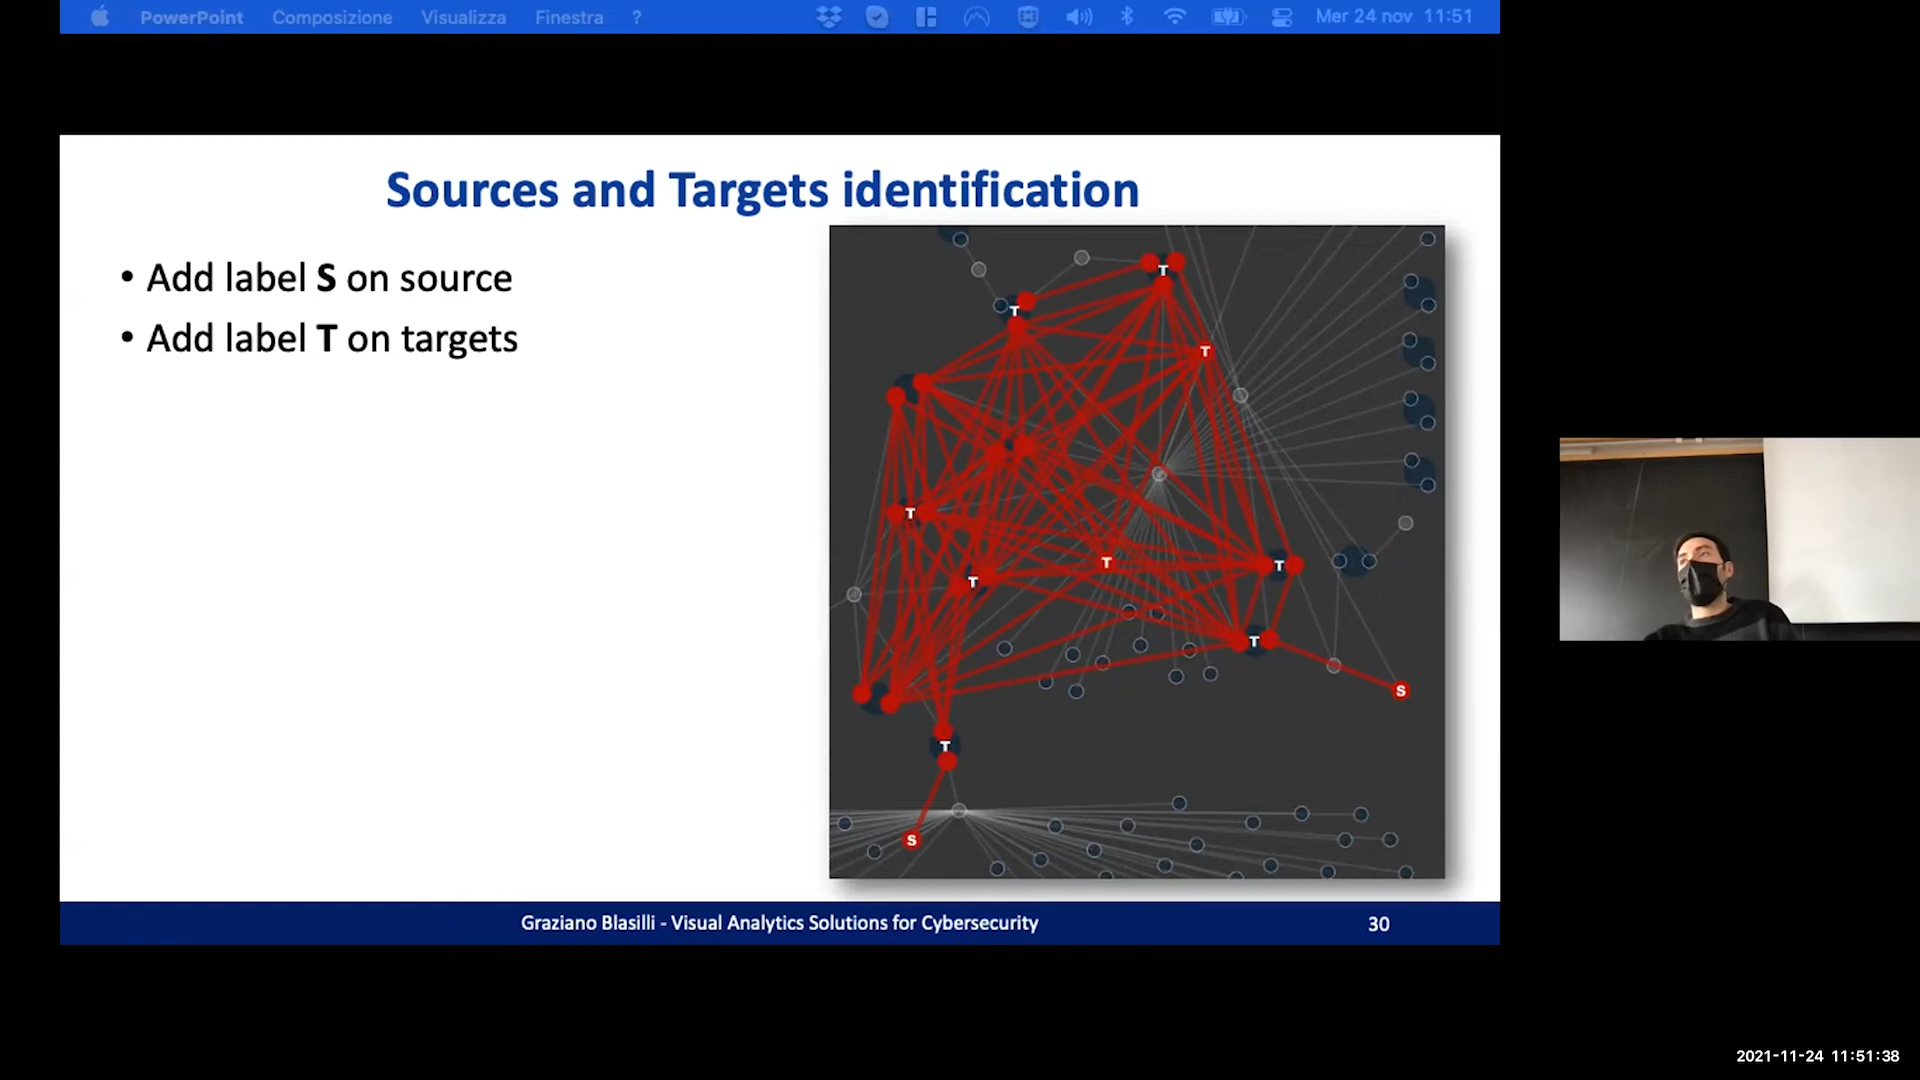 PowerPoint Composizione Visualizza Finestra ? Mer 24 nov 11:51
Sources and Targets identification
• Add label S on source
• Add label T on targets
T
T
T
T
T
T
T
T
S
T
S
Graziano Blasilli - Visual Analytics Solutions for Cybersecurity 30
2021-11-24 11:51:38